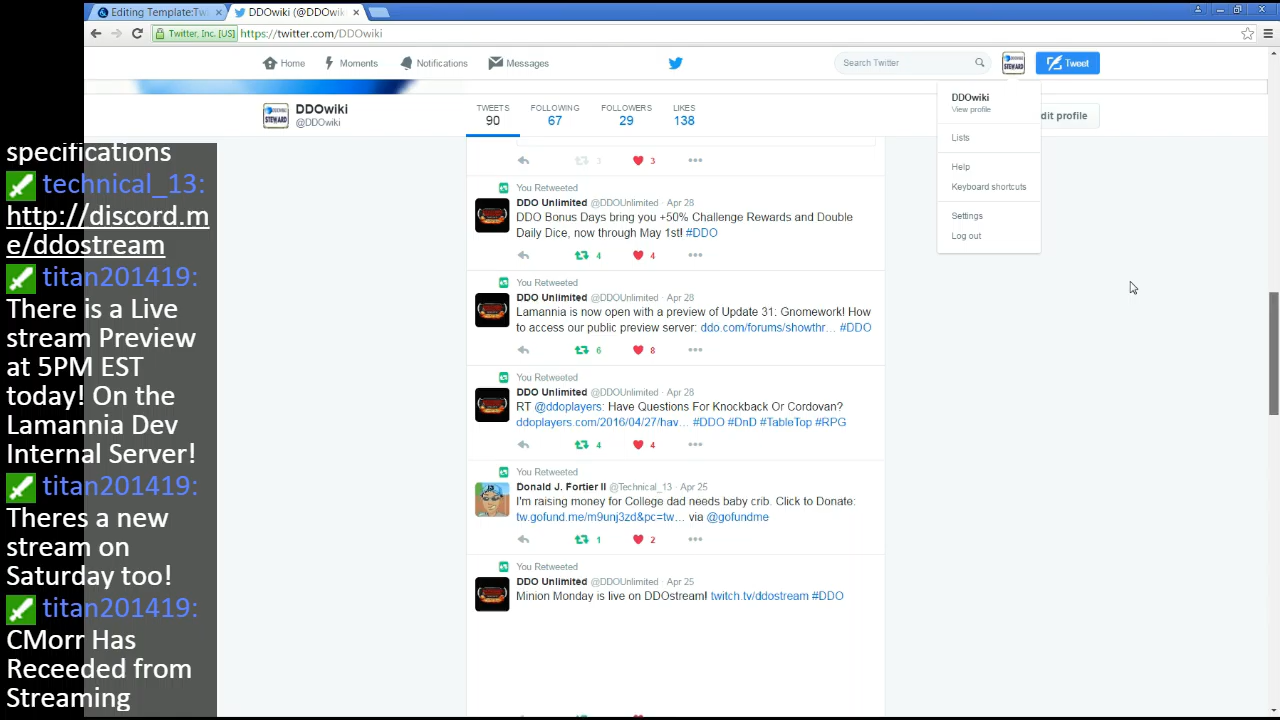 Editing Template:Tw
DDOwiki (@DDOwi
Twitter, Inc. [US] https://twitter.com/DDOwiki
Home Moments Notifications Messages Search Twitter Tweet
DDOwiki
@DDOwiki
TWEETS
90
FOLLOWING
67
FOLLOWERS
29
LIKES
138
dit profile
DDOwiki
View profile
Lists
Help
Keyboard shortcuts
Settings
Log out
3 3
You Retweeted
DDO Unlimited @DDOUnlimited · Apr 28
DDO Bonus Days bring you +50% Challenge Rewards and Double
Daily Dice, now through May 1st! #DDO
4 4
You Retweeted
DDO Unlimited @DDOUnlimited · Apr 28
Lamannia is now open with a preview of Update 31: Gnomework! How
to access our public preview server: ddo.com/forums/showthr… #DDO
6 8
You Retweeted
DDO Unlimited @DDOUnlimited · Apr 28
RT @ddoplayers: Have Questions For Knockback Or Cordovan?
ddoplayers.com/2016/04/27/hav… #DDO #DnD #TableTop #RPG
4 4
You Retweeted
Donald J. Fortier II @Technical_13 · Apr 25
I'm raising money for College dad needs baby crib. Click to Donate:
tw.gofund.me/m9unj3zd&pc=tw… via @gofundme
1 2
You Retweeted
DDO Unlimited @DDOUnlimited · Apr 25
Minion Monday is live on DDOstream! twitch.tv/ddostream #DDO
specifications
technical_13:
http://discord.m
e/ddostream
titan201419:
There is a Live
stream Preview
at 5PM EST
today! On the
Lamannia Dev
Internal Server!
titan201419:
Theres a new
stream on
Saturday too!
titan201419:
CMorr Has
Receeded from
Streaming